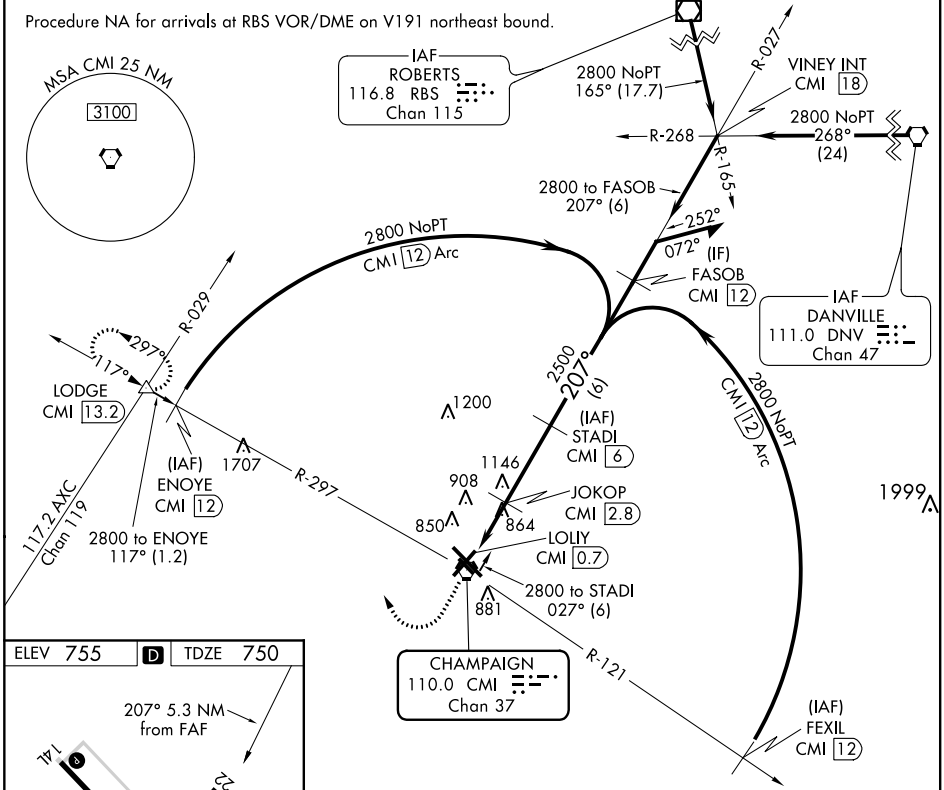 Procedure NA for arrivals at RBS VOR/DME on V191 northeast bound.
MSA CMI 25 NM
3100
IAF
ROBERTS
116.8 RBS
Chan 115
2800 NoPT
165° (17.7)
R-027
VINEY INT
CMI 18
R-268
2800 NoPT
268°
(24)
R-165
2800 to FASOB
207° (6)
252°
072°
(IF)
FASOB
CMI 12
IAF
DANVILLE
111.0 DNV
Chan 47
2800 NoPT
CMI 12 Arc
R-029
297°
117°
LODGE
CMI 13.2
(IAF)
ENOYE
CMI 12
1707
R-297
117.2 AXC
Chan 119
2800 to ENOYE
117° (1.2)
2500
207°
(6)
2800 NoPT
CMI 12 Arc
1200
(IAF)
STADI
CMI 6
1146
908
850
864
JOKOP
CMI 2.8
LOLIY
CMI 0.7
1999
2800 to STADI
027° (6)
881
R-121
CHAMPAIGN
110.0 CMI
Chan 37
(IAF)
FEXIL
CMI 12
ELEV 755 D TDZE 750
207° 5.3 NM
from FAF
14L
P
22